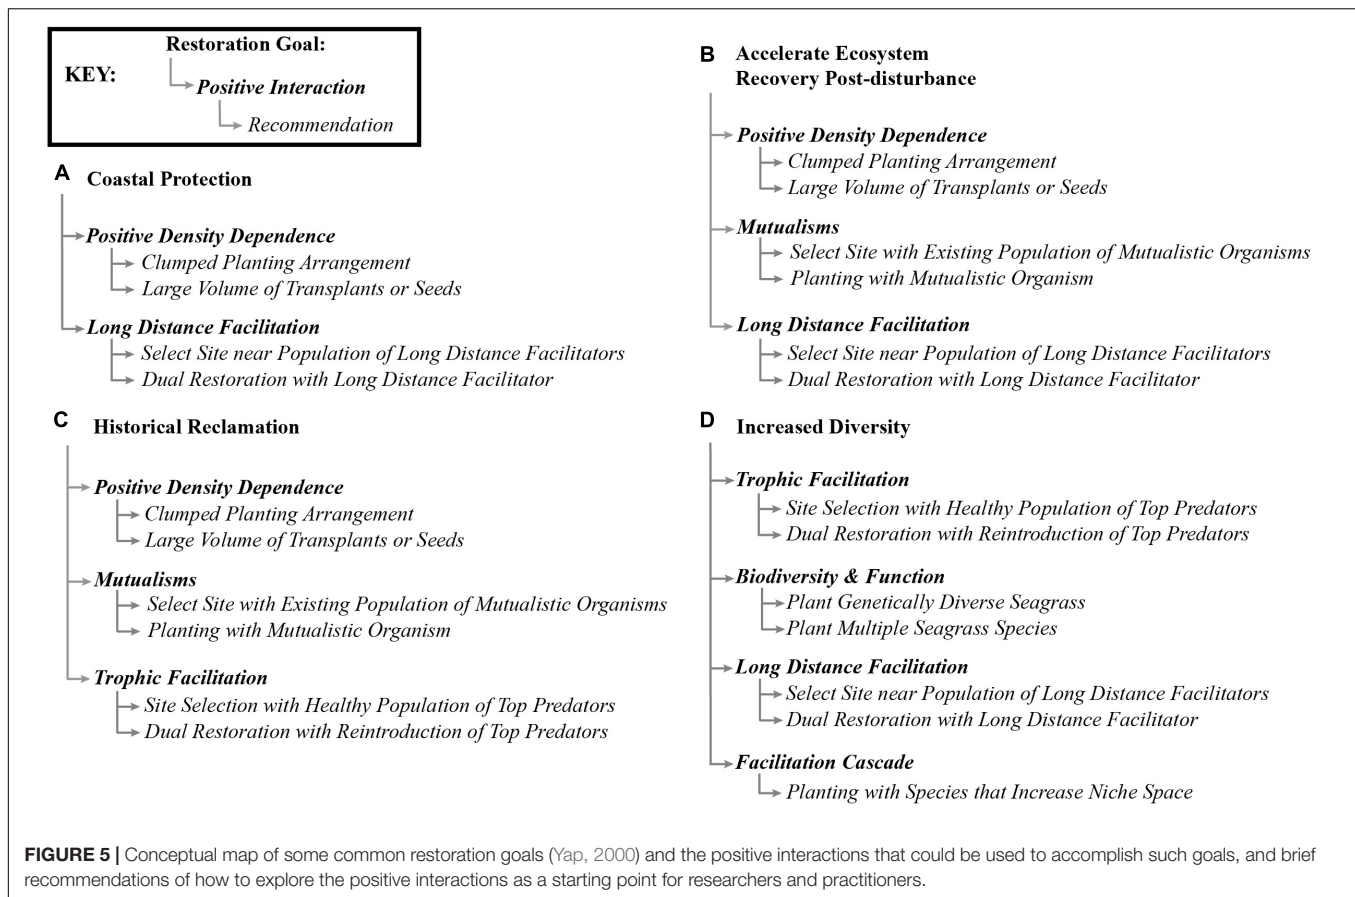 KEY:
Restoration Goal:
Positive Interaction
Recommendation
A Coastal Protection
Positive Density Dependence
Clumped Planting Arrangement
Large Volume of Transplants or Seeds
Long Distance Facilitation
Select Site near Population of Long Distance Facilitators
Dual Restoration with Long Distance Facilitator
B Accelerate Ecosystem
Recovery Post-disturbance
Positive Density Dependence
Clumped Planting Arrangement
Large Volume of Transplants or Seeds
Mutualisms
Select Site with Existing Population of Mutualistic Organisms
Planting with Mutualistic Organism
Long Distance Facilitation
Select Site near Population of Long Distance Facilitators
Dual Restoration with Long Distance Facilitator
C Historical Reclamation
Positive Density Dependence
Clumped Planting Arrangement
Large Volume of Transplants or Seeds
Mutualisms
Select Site with Existing Population of Mutualistic Organisms
Planting with Mutualistic Organism
Trophic Facilitation
Site Selection with Healthy Population of Top Predators
Dual Restoration with Reintroduction of Top Predators
D Increased Diversity
Trophic Facilitation
Site Selection with Healthy Population of Top Predators
Dual Restoration with Reintroduction of Top Predators
Biodiversity & Function
Plant Genetically Diverse Seagrass
Plant Multiple Seagrass Species
Long Distance Facilitation
Select Site near Population of Long Distance Facilitators
Dual Restoration with Long Distance Facilitator
Facilitation Cascade
Planting with Species that Increase Niche Space
FIGURE 5 | Conceptual map of some common restoration goals (Yap, 2000) and the positive interactions that could be used to accomplish such goals, and brief
recommendations of how to explore the positive interactions as a starting point for researchers and practitioners.